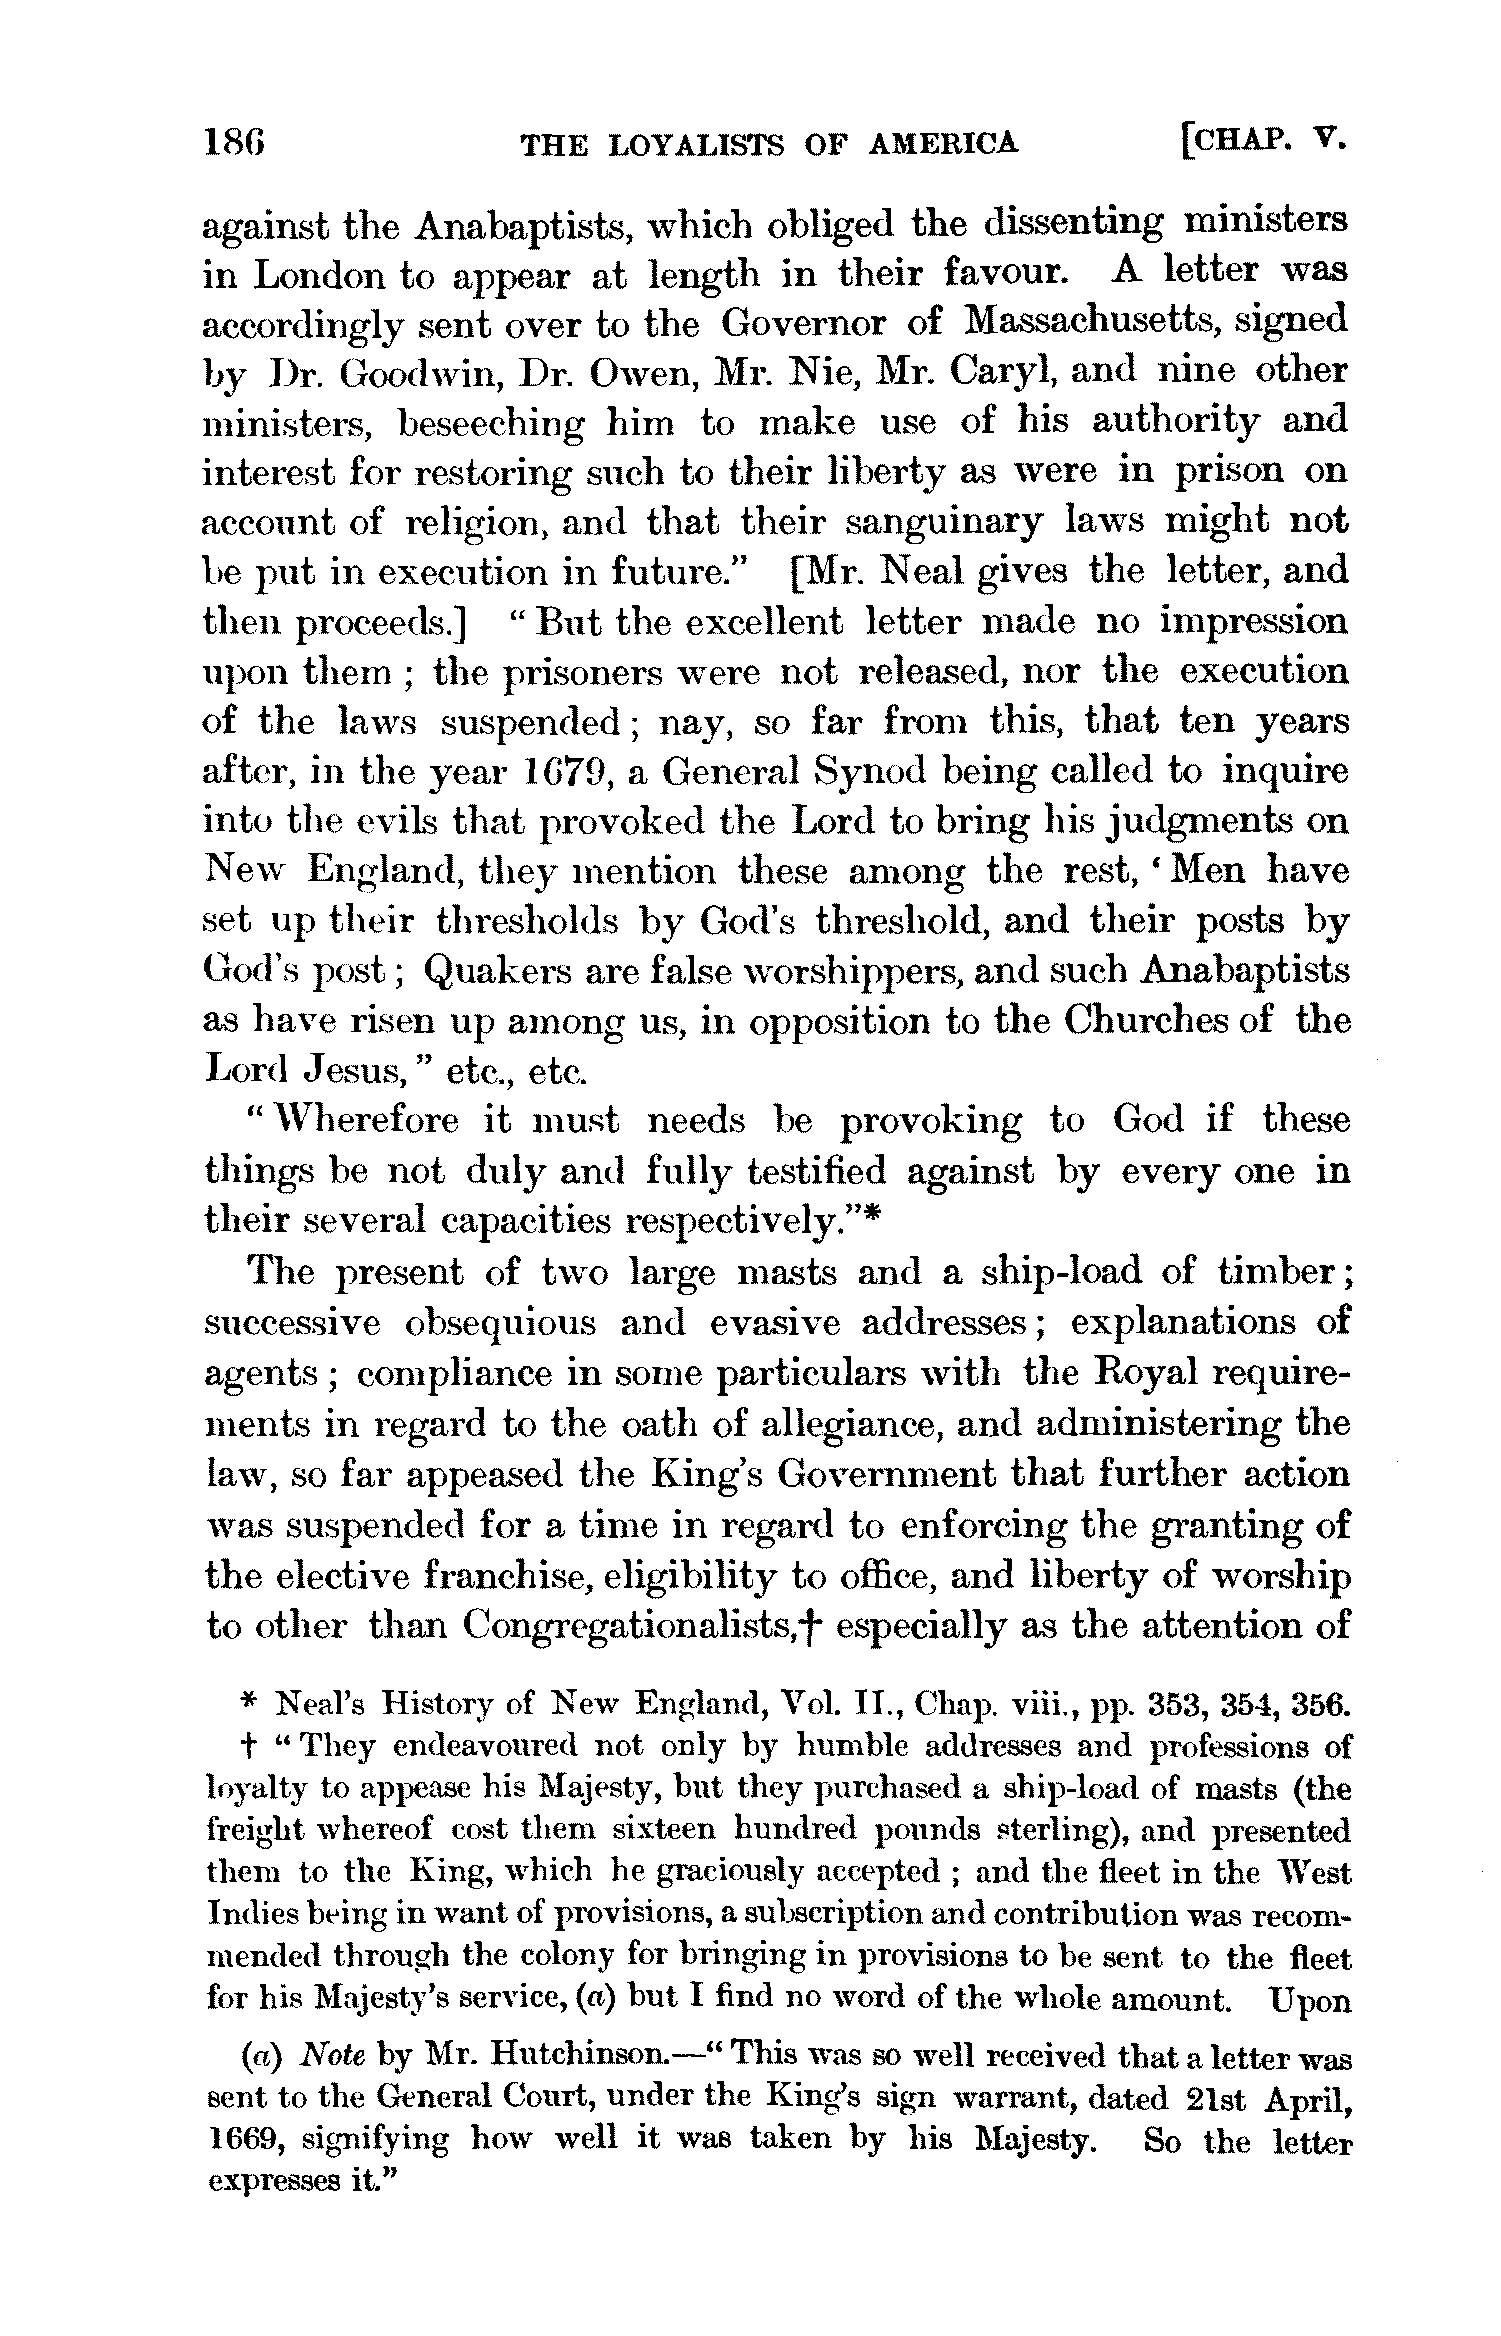 186 THE LOYALISTS OF AMERICA [CHAP. V.
against the Anabaptists, which obliged the dissenting ministers
in London to appear at length in their favour. A letter was
accordingly sent over to the Governor of Massachusetts, signed
by Dr. Goodwin, Dr. Owen, Mr. Nie, Mr. Caryl, and nine other
ministers, beseeching him to make use of his authority and
interest for restoring such to their liberty as were in prison on
account of religion, and that their sanguinary laws might not
be put in execution in future.” [Mr. Neal gives the letter, and
then proceeds.] “ But the excellent letter made no impression
upon them ; the prisoners were not released, nor the execution
of the laws suspended ; nay, so far from this, that ten years
after, in the year 1679, a General Synod being called to inquire
into the evils that provoked the Lord to bring his judgments on
New England, they mention these among the rest, ‘ Men have
set up their thresholds by God's threshold, and their posts by
God's post ; Quakers are false worshippers, and such Anabaptists
as have risen up among us, in opposition to the Churches of the
Lord Jesus, ” etc., etc.
“ Wherefore it must needs be provoking to God if these
things be not duly and fully testified against by every one in
their several capacities respectively.”*
The present of two large masts and a ship-load of timber ;
successive obsequious and evasive addresses ; explanations of
agents ; compliance in some particulars with the Royal require-
ments in regard to the oath of allegiance, and administering the
law, so far appeased the King's Government that further action
was suspended for a time in regard to enforcing the granting of
the elective franchise, eligibility to office, and liberty of worship
to other than Congregationalists,† especially as the attention of
* Neal's History of New England, Vol. II., Chap. viii., pp. 353, 354, 356.
† “ They endeavoured not only by humble addresses and professions of
loyalty to appease his Majesty, but they purchased a ship-load of masts (the
freight whereof cost them sixteen hundred pounds sterling), and presented
them to the King, which he graciously accepted ; and the fleet in the West
Indies being in want of provisions, a subscription and contribution was recom-
mended through the colony for bringing in provisions to be sent to the fleet
for his Majesty's service, (a) but I find no word of the whole amount. Upon
(a) Note by Mr. Hutchinson.—“ This was so well received that a letter was
sent to the General Court, under the King's sign warrant, dated 21st April,
1669, signifying how well it was taken by his Majesty. So the letter
expresses it.”